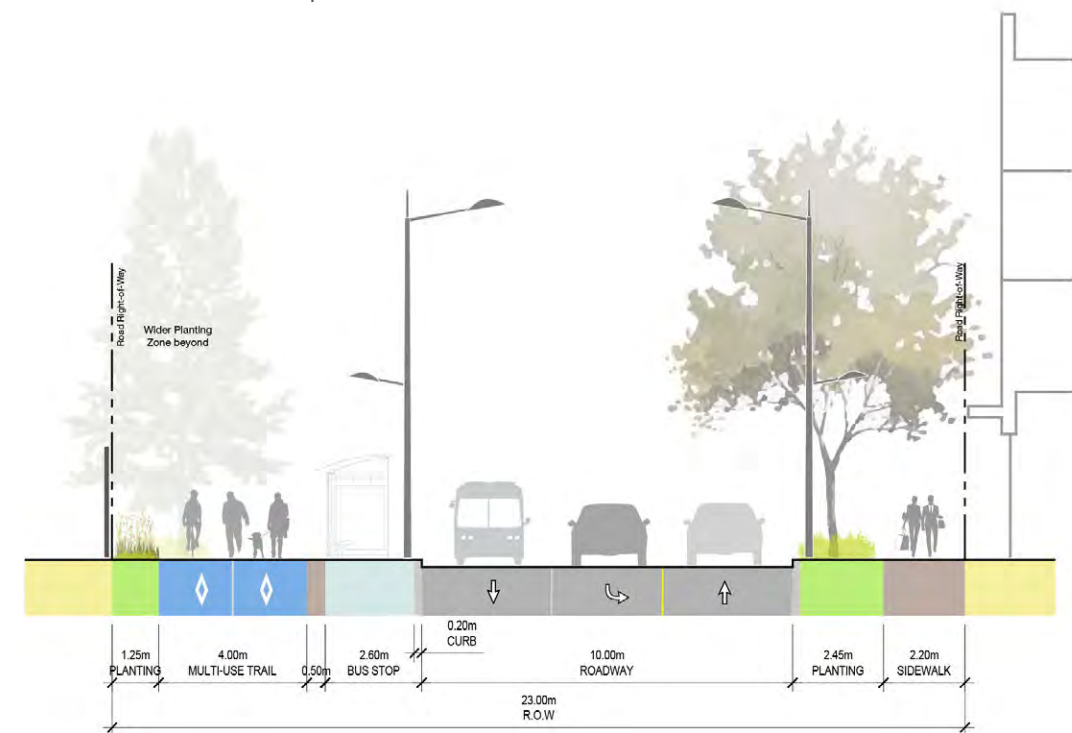 Road Right-of-Way
Wider Planting
Zone beyond
Road Right-of-Way
0.20m
CURB
1.25m
PLANTING
4.00m
MULTI-USE TRAIL
0.50m
2.60m
BUS STOP
10.00m
ROADWAY
2.45m
PLANTING
2.20m
SIDEWALK
23.00m
R.O.W